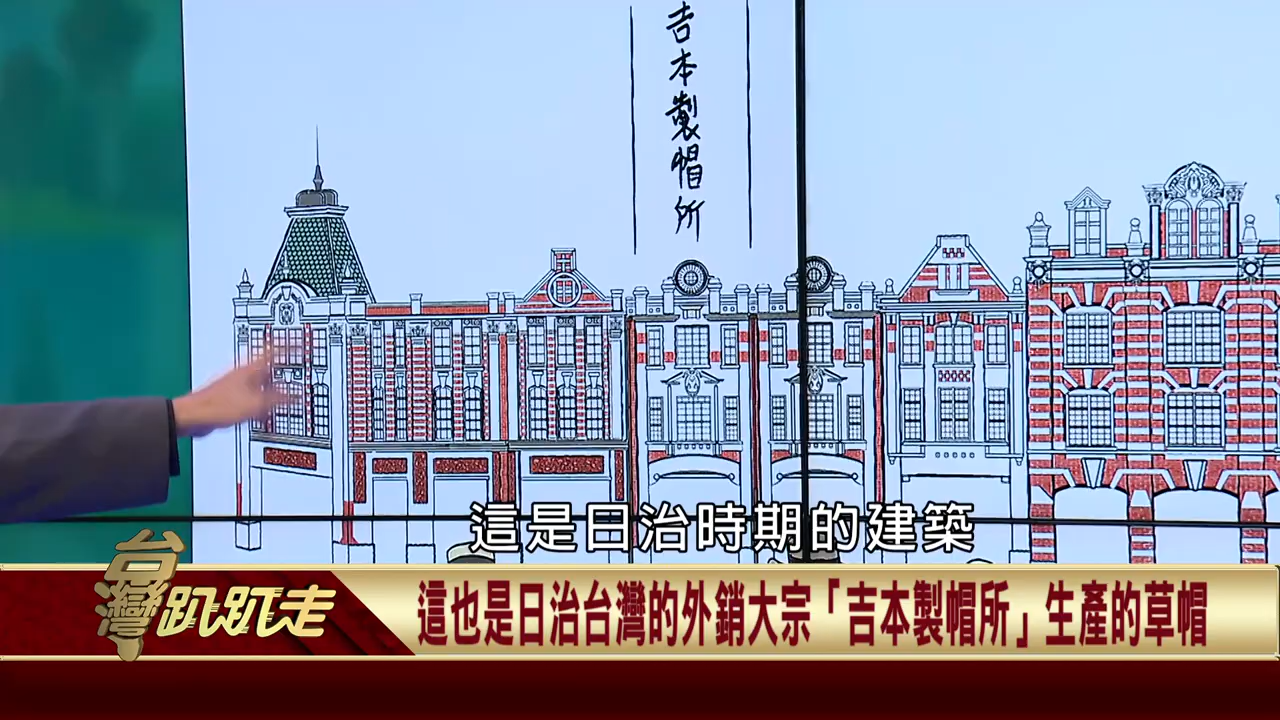 吉本製帽所
這是日治時期的建築
台灣趴趴走
這也是日治台灣的外銷大宗「吉本製帽所」生產的草帽